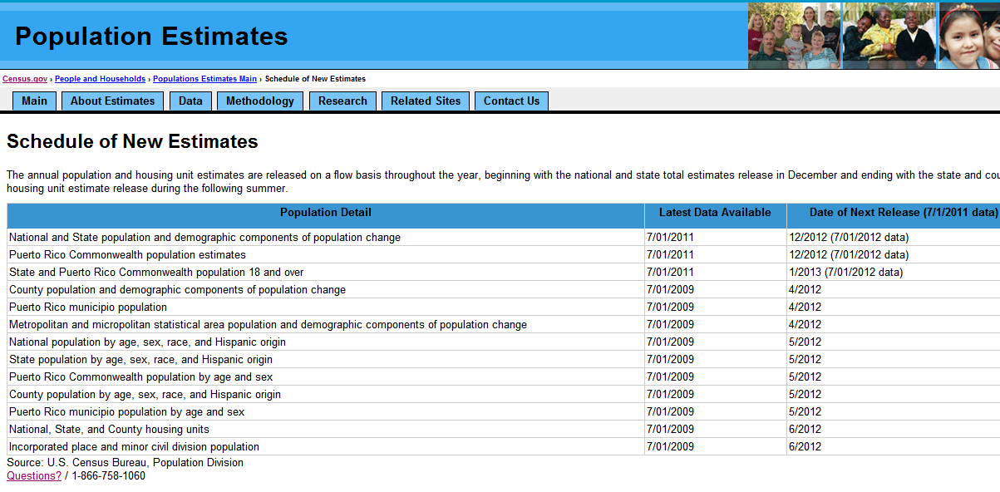 Population Estimates
Census.gov › People and Households › Populations Estimates Main › Schedule of New Estimates
Main About Estimates Data Methodology Research Related Sites Contact Us
Schedule of New Estimates
The annual population and housing unit estimates are released on a flow basis throughout the year, beginning with the national and state total estimates release in December and ending with the state and cou
housing unit estimate release during the following summer.
Population Detail Latest Data Available Date of Next Release (7/1/2011 data)
National and State population and demographic components of population change 7/01/2011 12/2012 (7/01/2012 data)
Puerto Rico Commonwealth population estimates 7/01/2011 12/2012 (7/01/2012 data)
State and Puerto Rico Commonwealth population 18 and over 7/01/2011 1/2013 (7/01/2012 data)
County population and demographic components of population change 7/01/2009 4/2012
Puerto Rico municipio population 7/01/2009 4/2012
Metropolitan and micropolitan statistical area population and demographic components of population change 7/01/2009 4/2012
National population by age, sex, race, and Hispanic origin 7/01/2009 5/2012
State population by age, sex, race, and Hispanic origin 7/01/2009 5/2012
Puerto Rico Commonwealth population by age and sex 7/01/2009 5/2012
County population by age, sex, race, and Hispanic origin 7/01/2009 5/2012
Puerto Rico municipio population by age and sex 7/01/2009 5/2012
National, State, and County housing units 7/01/2009 6/2012
Incorporated place and minor civil division population 7/01/2009 6/2012
Source: U.S. Census Bureau, Population Division
Questions? / 1-866-758-1060